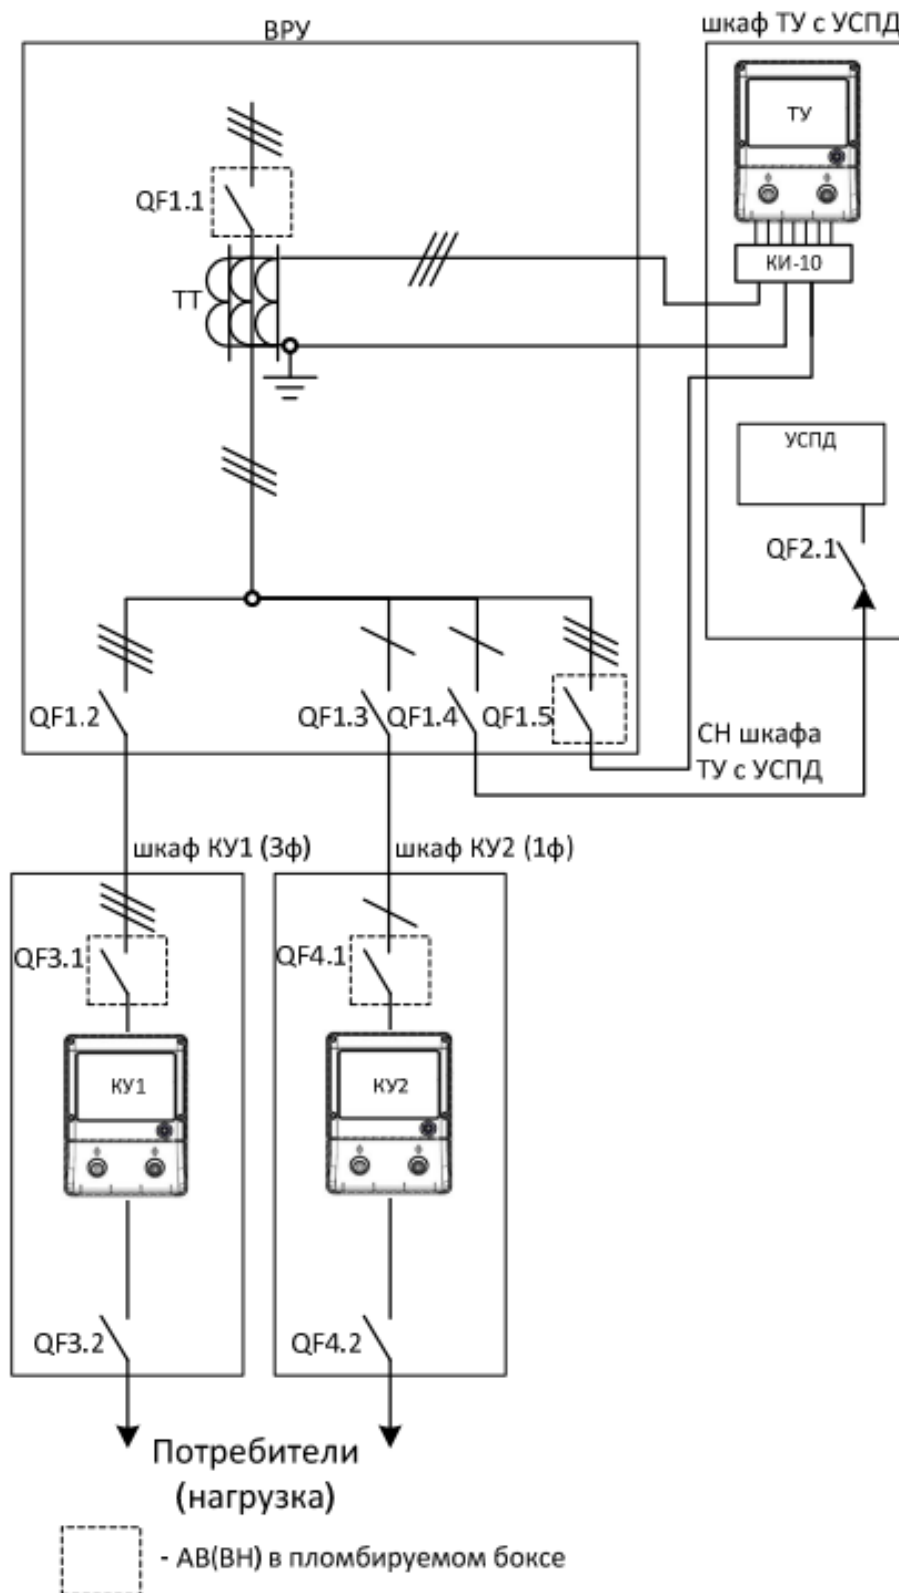 ВРУ
шкаф ТУ с УСПД
ТУ
QF1.1
КИ-10
ТТ
УСПД
QF2.1
QF1.2
QF1.3
QF1.4
QF1.5
СН шкафа
ТУ с УСПД
шкаф КУ1 (3ф)
шкаф КУ2 (1ф)
QF3.1
QF4.1
КУ1
КУ2
QF3.2
QF4.2
Потребители
(нагрузка)
- АВ(ВН) в пломбируемом боксе